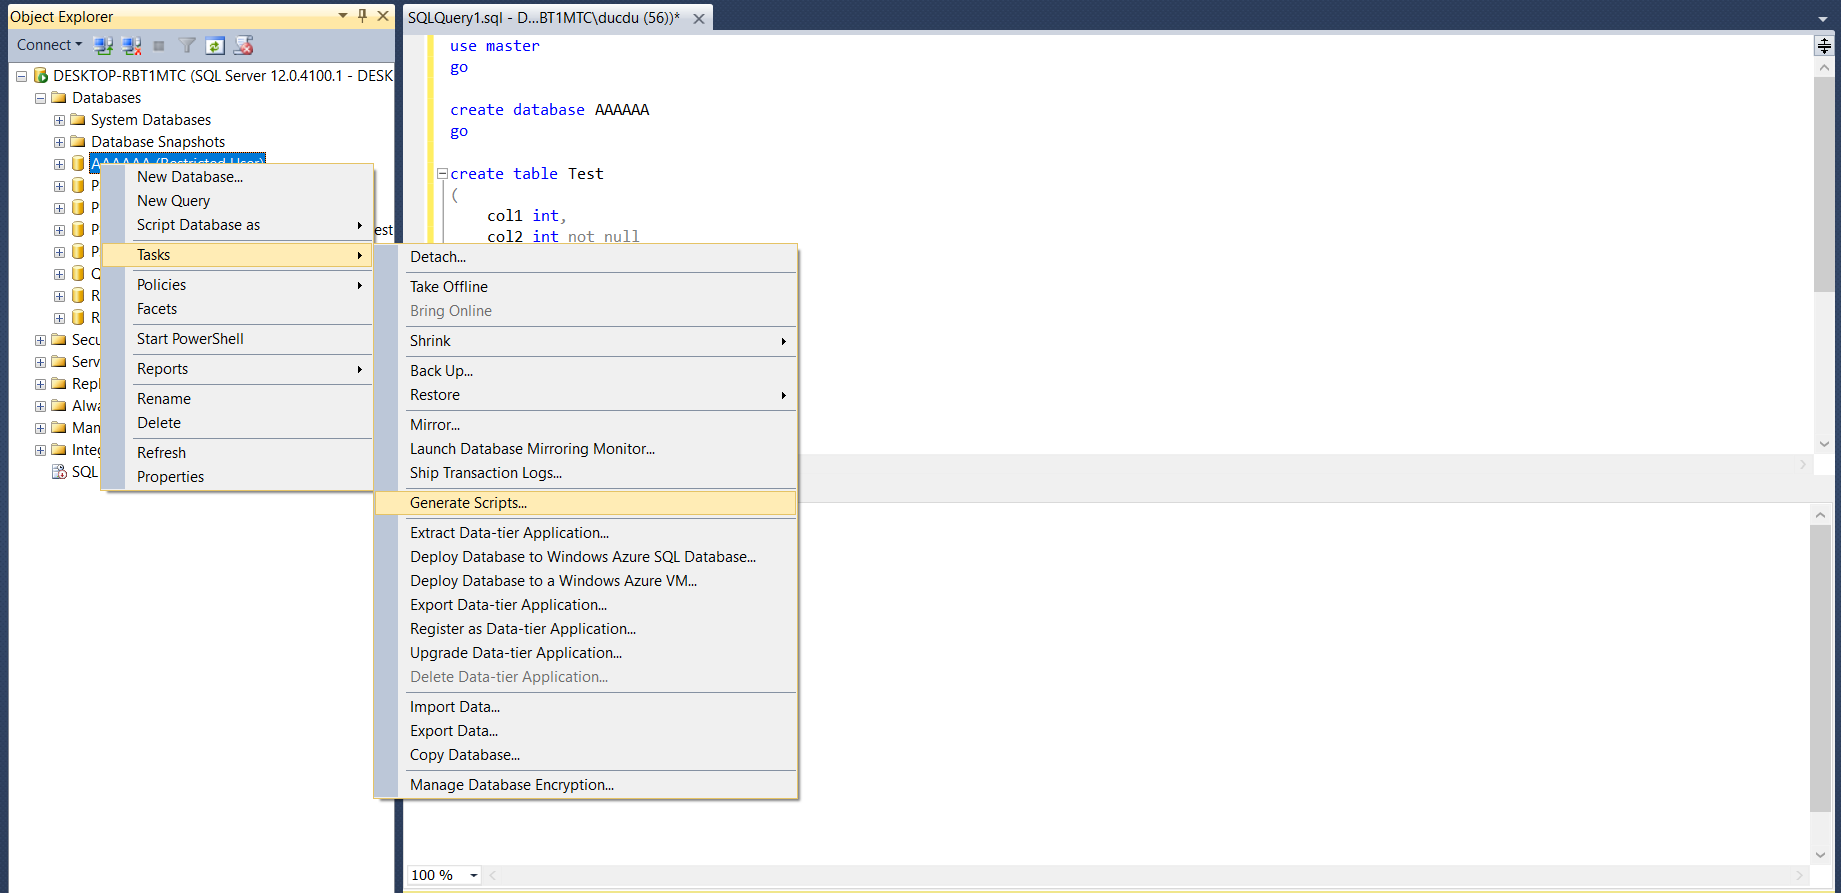 Object Explorer
Connect
DESKTOP-RBT1MTC (SQL Server 12.0.4100.1 - DESK
Databases
System Databases
Database Snapshots
AAAAAA (Restricted User)
P
P
P
est
P
Q
R
R
Secu
Serv
Repl
Alwa
Man
Integ
SQL
New Database...
New Query
Script Database as
Tasks
Policies
Facets
Start PowerShell
Reports
Rename
Delete
Refresh
Properties
Detach...
Take Offline
Bring Online
Shrink
Back Up...
Restore
Mirror...
Launch Database Mirroring Monitor...
Ship Transaction Logs...
Generate Scripts...
Extract Data-tier Application...
Deploy Database to Windows Azure SQL Database...
Deploy Database to a Windows Azure VM...
Export Data-tier Application...
Register as Data-tier Application...
Upgrade Data-tier Application...
Delete Data-tier Application...
Import Data...
Export Data...
Copy Database...
Manage Database Encryption...
SQLQuery1.sql - D...BT1MTC\ducdu (56))*
use master
go
create database AAAAAA
go
create table Test
(
col1 int,
col2 int not null
100 %